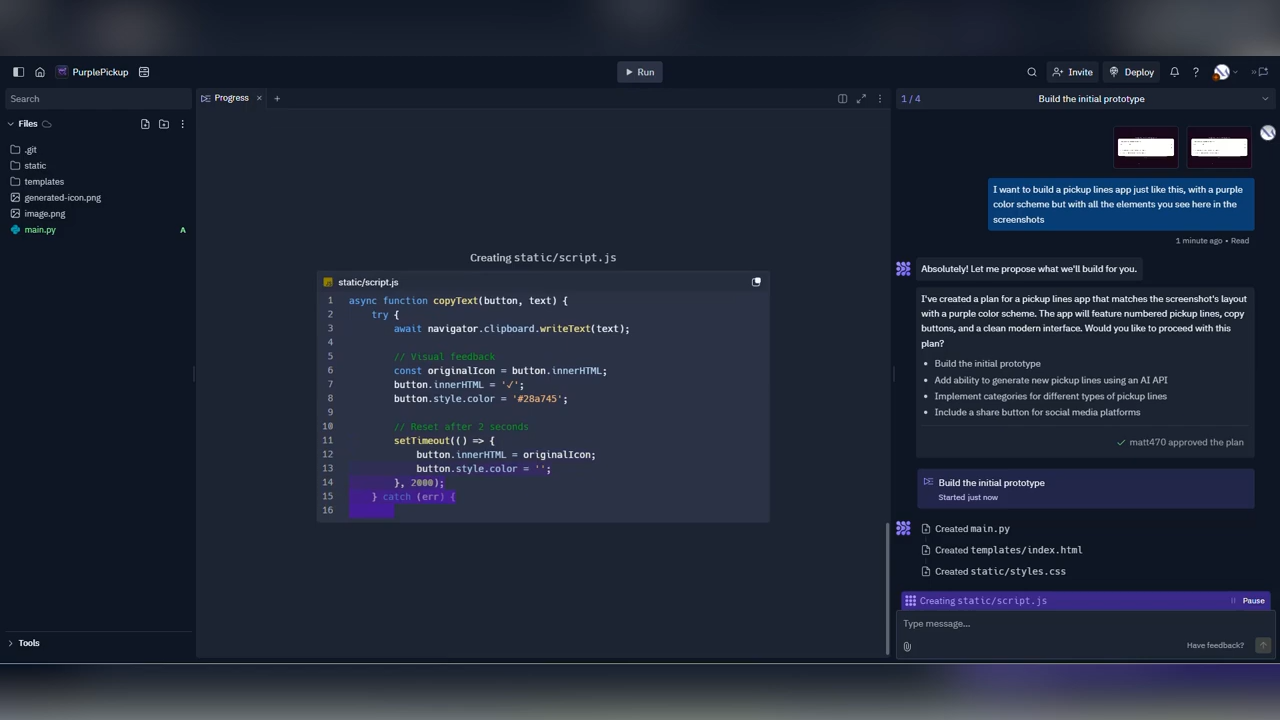 PurplePickup
Run
Invite
Deploy
Search
Files
.git
static
templates
generated-icon.png
image.png
main.py
A
Tools
Progress
Creating static/script.js
static/script.js
1 async function copyText(button, text) {
2 try {
3 await navigator.clipboard.writeText(text);
4
5 // Visual feedback
6 const originalIcon = button.innerHTML;
7 button.innerHTML = '✓';
8 button.style.color = '#28a745';
9
10 // Reset after 2 seconds
11 setTimeout(() => {
12 button.innerHTML = originalIcon;
13 button.style.color = '';
14 }, 2000);
15 } catch (err) {
16
1 / 4
Build the initial prototype
I want to build a pickup lines app just like this, with a purple
color scheme but with all the elements you see here in the
screenshots
1 minute ago • Read
Absolutely! Let me propose what we'll build for you.
I've created a plan for a pickup lines app that matches the screenshot's layout
with a purple color scheme. The app will feature numbered pickup lines, copy
buttons, and a clean modern interface. Would you like to proceed with this
plan?
• Build the initial prototype
• Add ability to generate new pickup lines using an AI API
• Implement categories for different types of pickup lines
• Include a share button for social media platforms
matt470 approved the plan
Build the initial prototype
Started just now
Created main.py
Created templates/index.html
Created static/styles.css
Creating static/script.js
Pause
Type message...
Have feedback?